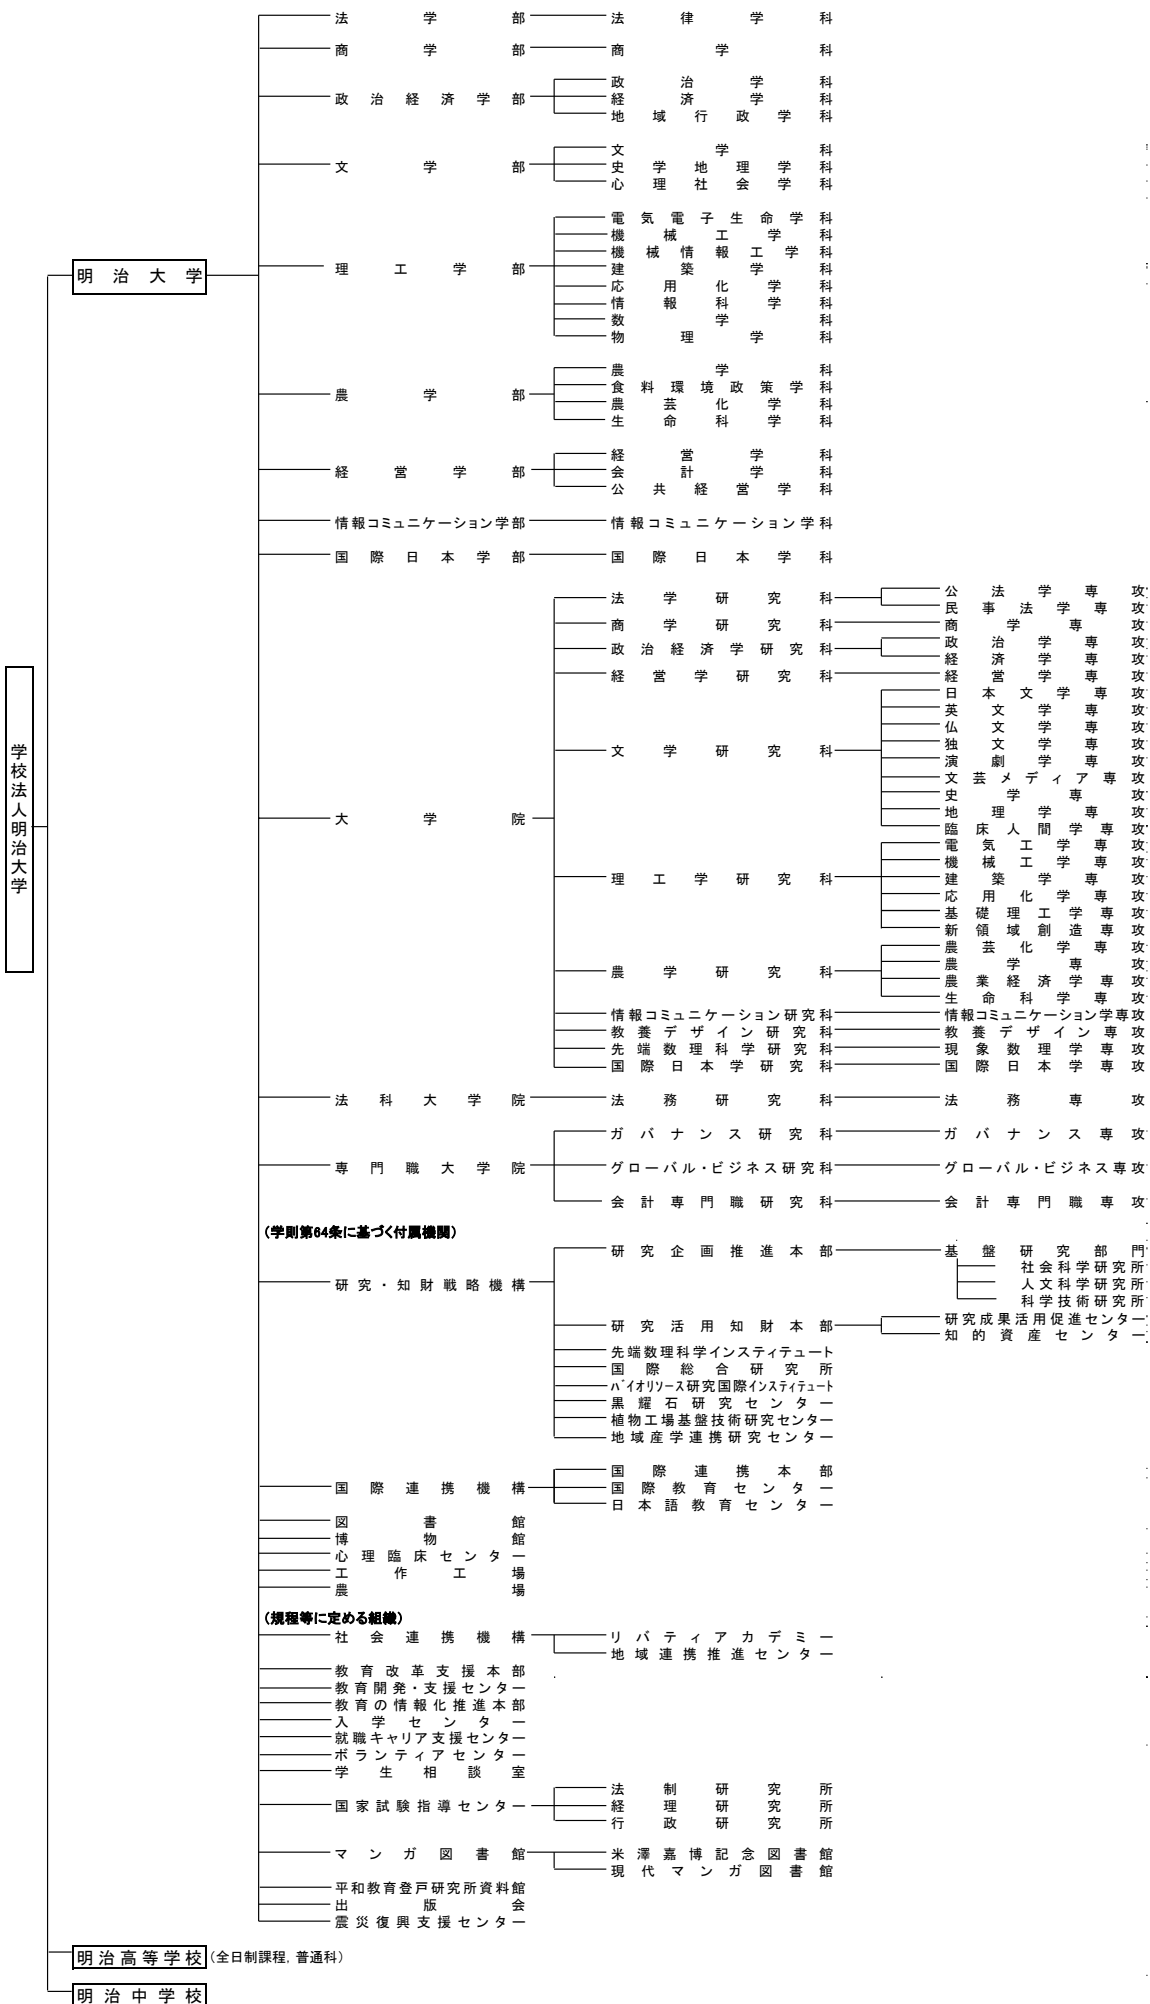 法学部 法律学科
商学部 商学科
政治学科
政治経済学部 経済学科
地域行政学科
文学科
文学部 史学地理学科
心理社会学科
電気電子生命学科
機械工学科
機械情報工学科
明治大学 理工学部 建築学科
応用化学科
情報科学科
数学科
物理学科
農学科
食料環境政策学科
農学部 農芸化学科
生命科学科
経営学科
経営学部 会計学科
公共経営学科
情報コミュニケーション学部 情報コミュニケーション学科
国際日本学部 国際日本学科
法学研究科 公法学専攻
民事法学専攻
商学研究科 商学専攻
政治経済学研究科 政治学専攻
経済学専攻
経営学研究科 経営学専攻
日本文学専攻
英文学専攻
仏文学専攻
学校法人明治大学
文学研究科 独文学専攻
演劇学専攻
文芸メディア専攻
史学専攻
地理学専攻
大学院
臨床人間学専攻
電気工学専攻
機械工学専攻
理工学研究科 建築学専攻
応用化学専攻
基礎理工学専攻
新領域創造専攻
農芸化学専攻
農学研究科 農学専攻
農業経済学専攻
生命科学専攻
情報コミュニケーション研究科 情報コミュニケーション学専攻
教養デザイン研究科 教養デザイン専攻
先端数理科学研究科 現象数理学専攻
国際日本学研究科 国際日本学専攻
法科大学院 法務研究科 法務専攻
ガバナンス研究科 ガバナンス専攻
専門職大学院 グローバル・ビジネス研究科 グローバル・ビジネス専攻
会計専門職研究科 会計専門職専攻
(学則第64条に基づく付属機関)
研究企画推進本部 基盤研究部門
社会科学研究所
研究・知財戦略機構 人文科学研究所
科学技術研究所
研究活用知財本部 研究成果活用促進センター
知的資産センター
先端数理科学インスティテュート
国際総合研究所
バイオリソース研究国際インスティテュート
黒耀石研究センター
植物工場基盤技術研究センター
地域産学連携研究センター
国際連携本部
国際連携機構 国際教育センター
日本語教育センター
図書館
博物館
心理臨床センター
工作工場
農場
(規程等に定める組織)
社会連携機構 リバティアカデミー
地域連携推進センター
教育改革支援本部
教育開発・支援センター
教育の情報化推進本部
入学センター
就職キャリア支援センター
ボランティアセンター
学生相談室
法制研究所
国家試験指導センター 経理研究所
行政研究所
マンガ図書館 米澤嘉博記念図書館
現代マンガ図書館
平和教育登戸研究所資料館
出版会
震災復興支援センター
明治高等学校 (全日制課程, 普通科)
明治中学校